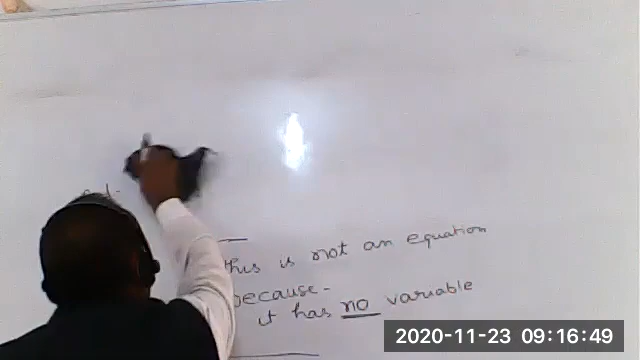 this is not an equation
because-
it has no variable
2020-11-23 09:16:49